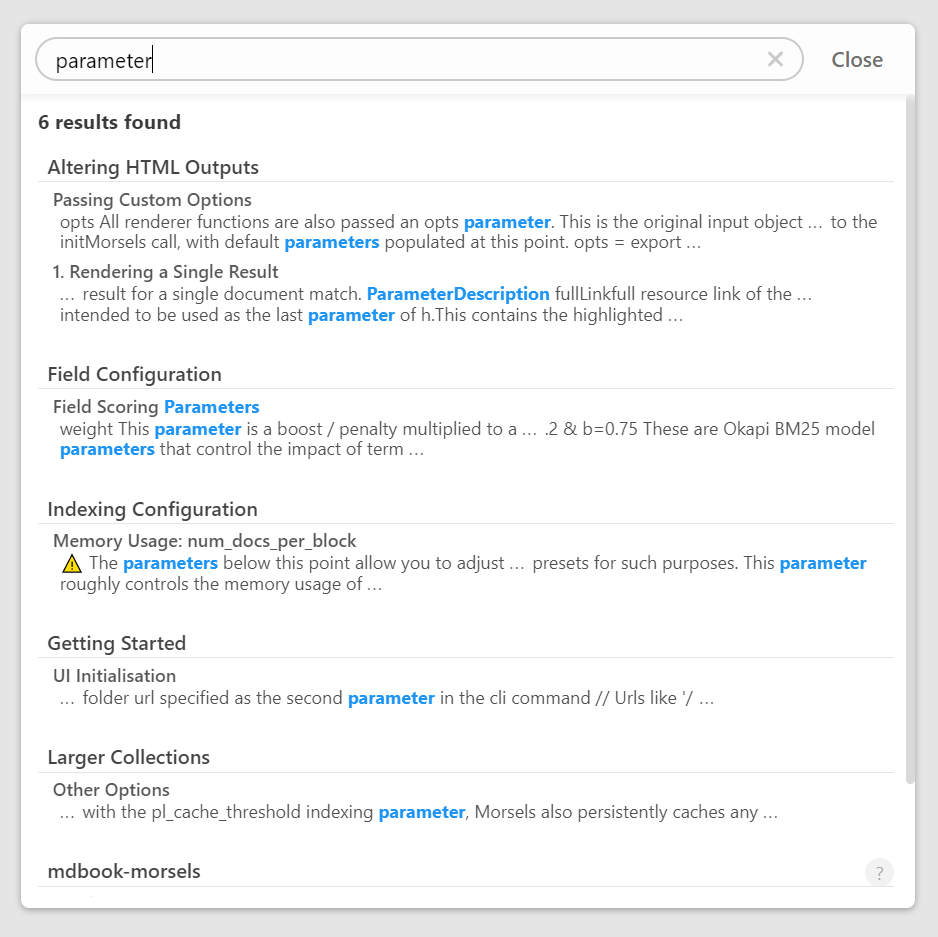 parameter
Close
6 results found
Altering HTML Outputs
Passing Custom Options
opts All renderer functions are also passed an opts parameter. This is the original input object ... to the
initMorsels call, with default parameters populated at this point. opts = export ...
1. Rendering a Single Result
... result for a single document match. ParameterDescription fullLinkfull resource link of the ...
intended to be used as the last parameter of h.This contains the highlighted ...
Field Configuration
Field Scoring Parameters
weight This parameter is a boost / penalty multiplied to a ... .2 & b=0.75 These are Okapi BM25 model
parameters that control the impact of term ...
Indexing Configuration
Memory Usage: num_docs_per_block
⚠ The parameters below this point allow you to adjust ... presets for such purposes. This parameter
roughly controls the memory usage of ...
Getting Started
UI Initialisation
... folder url specified as the second parameter in the cli command // Urls like '/ ...
Larger Collections
Other Options
... with the pl_cache_threshold indexing parameter, Morsels also persistently caches any ...
mdbook-morsels
?